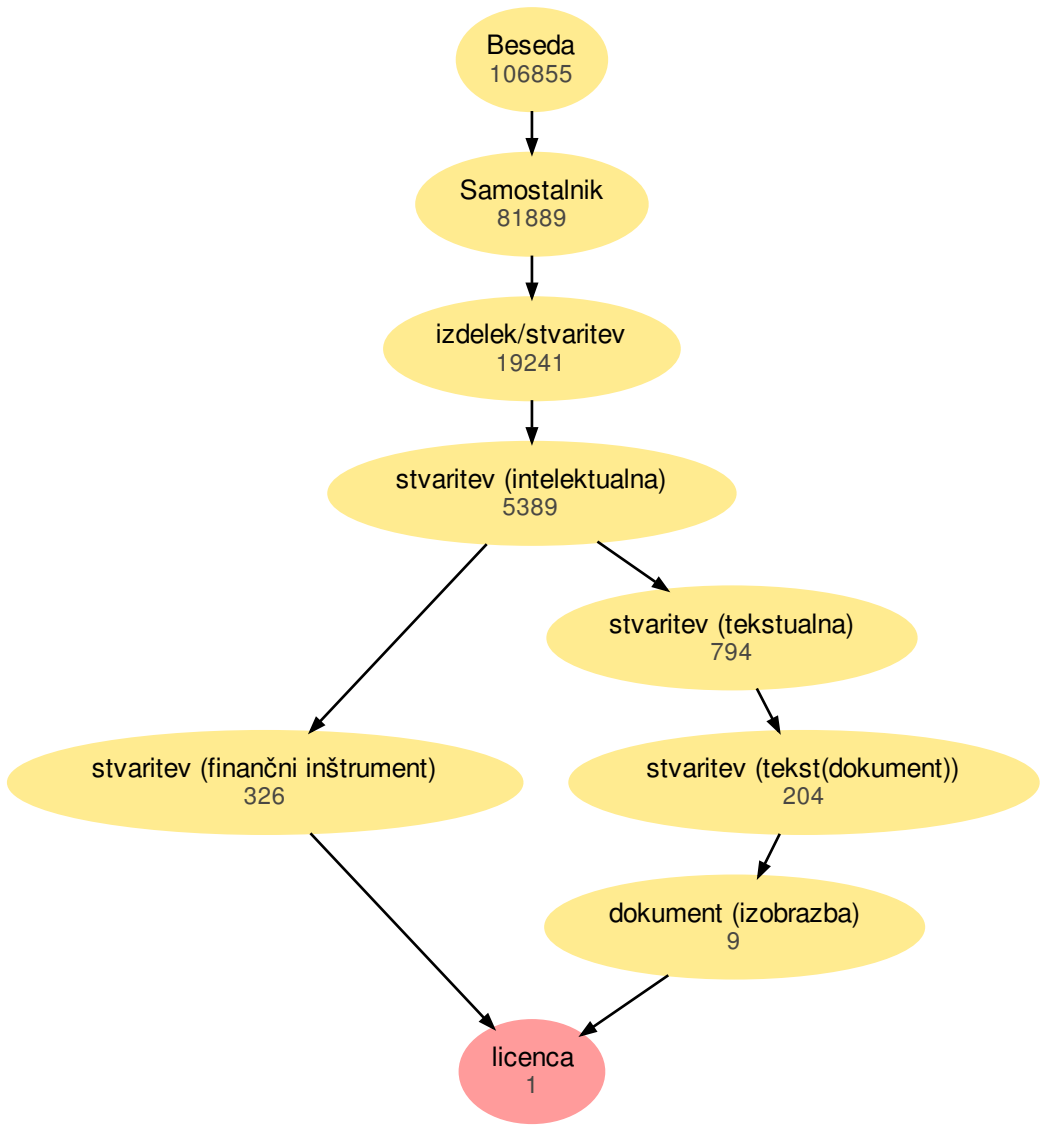 Beseda
106855
Samostalnik
81889
izdelek/stvaritev
19241
stvaritev (intelektualna)
5389
stvaritev (tekstualna)
794
stvaritev (finančni inštrument)
326
stvaritev (tekst(dokument))
204
dokument (izobrazba)
9
licenca
1